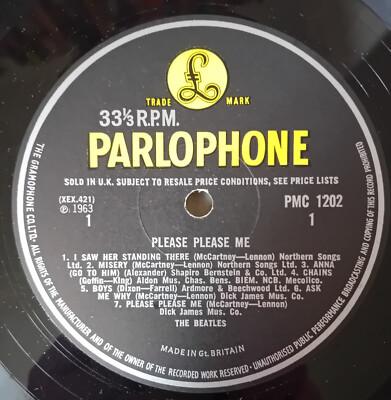 £
TRADE MARK
33⅓ R.P.M.
PARLOPHONE
SOLD IN U.K. SUBJECT TO RESALE PRICE CONDITIONS, SEE PRICE LISTS
(XEX.421)
℗ 1963
1
PMC 1202
1
PLEASE PLEASE ME
1. I SAW HER STANDING THERE (McCartney—Lennon) Northern Songs
Ltd. 2. MISERY (McCartney—Lennon) Northern Songs Ltd. 3. ANNA
(GO TO HIM) (Alexander) Shapiro Bernstein & Co. Ltd. 4. CHAINS
(Goffin—King) Aldon Mus., Chas. Bens. BIEM. NCB. Mecolico.
5. BOYS (Dixon—Farrell) Ardmore & Beechwood Ltd. 6. ASK
ME WHY (McCartney—Lennon) Dick James Mus. Co.
7. PLEASE PLEASE ME (McCartney—Lennon)
Dick James Mus. Co.
THE BEATLES
MADE IN Gt. BRITAIN
THE GRAMOPHONE CO. LTD. ALL RIGHTS OF THE MANUFACTURER AND OF THE OWNER OF THE RECORDED WORK RESERVED UNAUTHORISED PUBLIC PERFORMANCE BROADCASTING AND COPYING OF THIS RECORD PROHIBITED